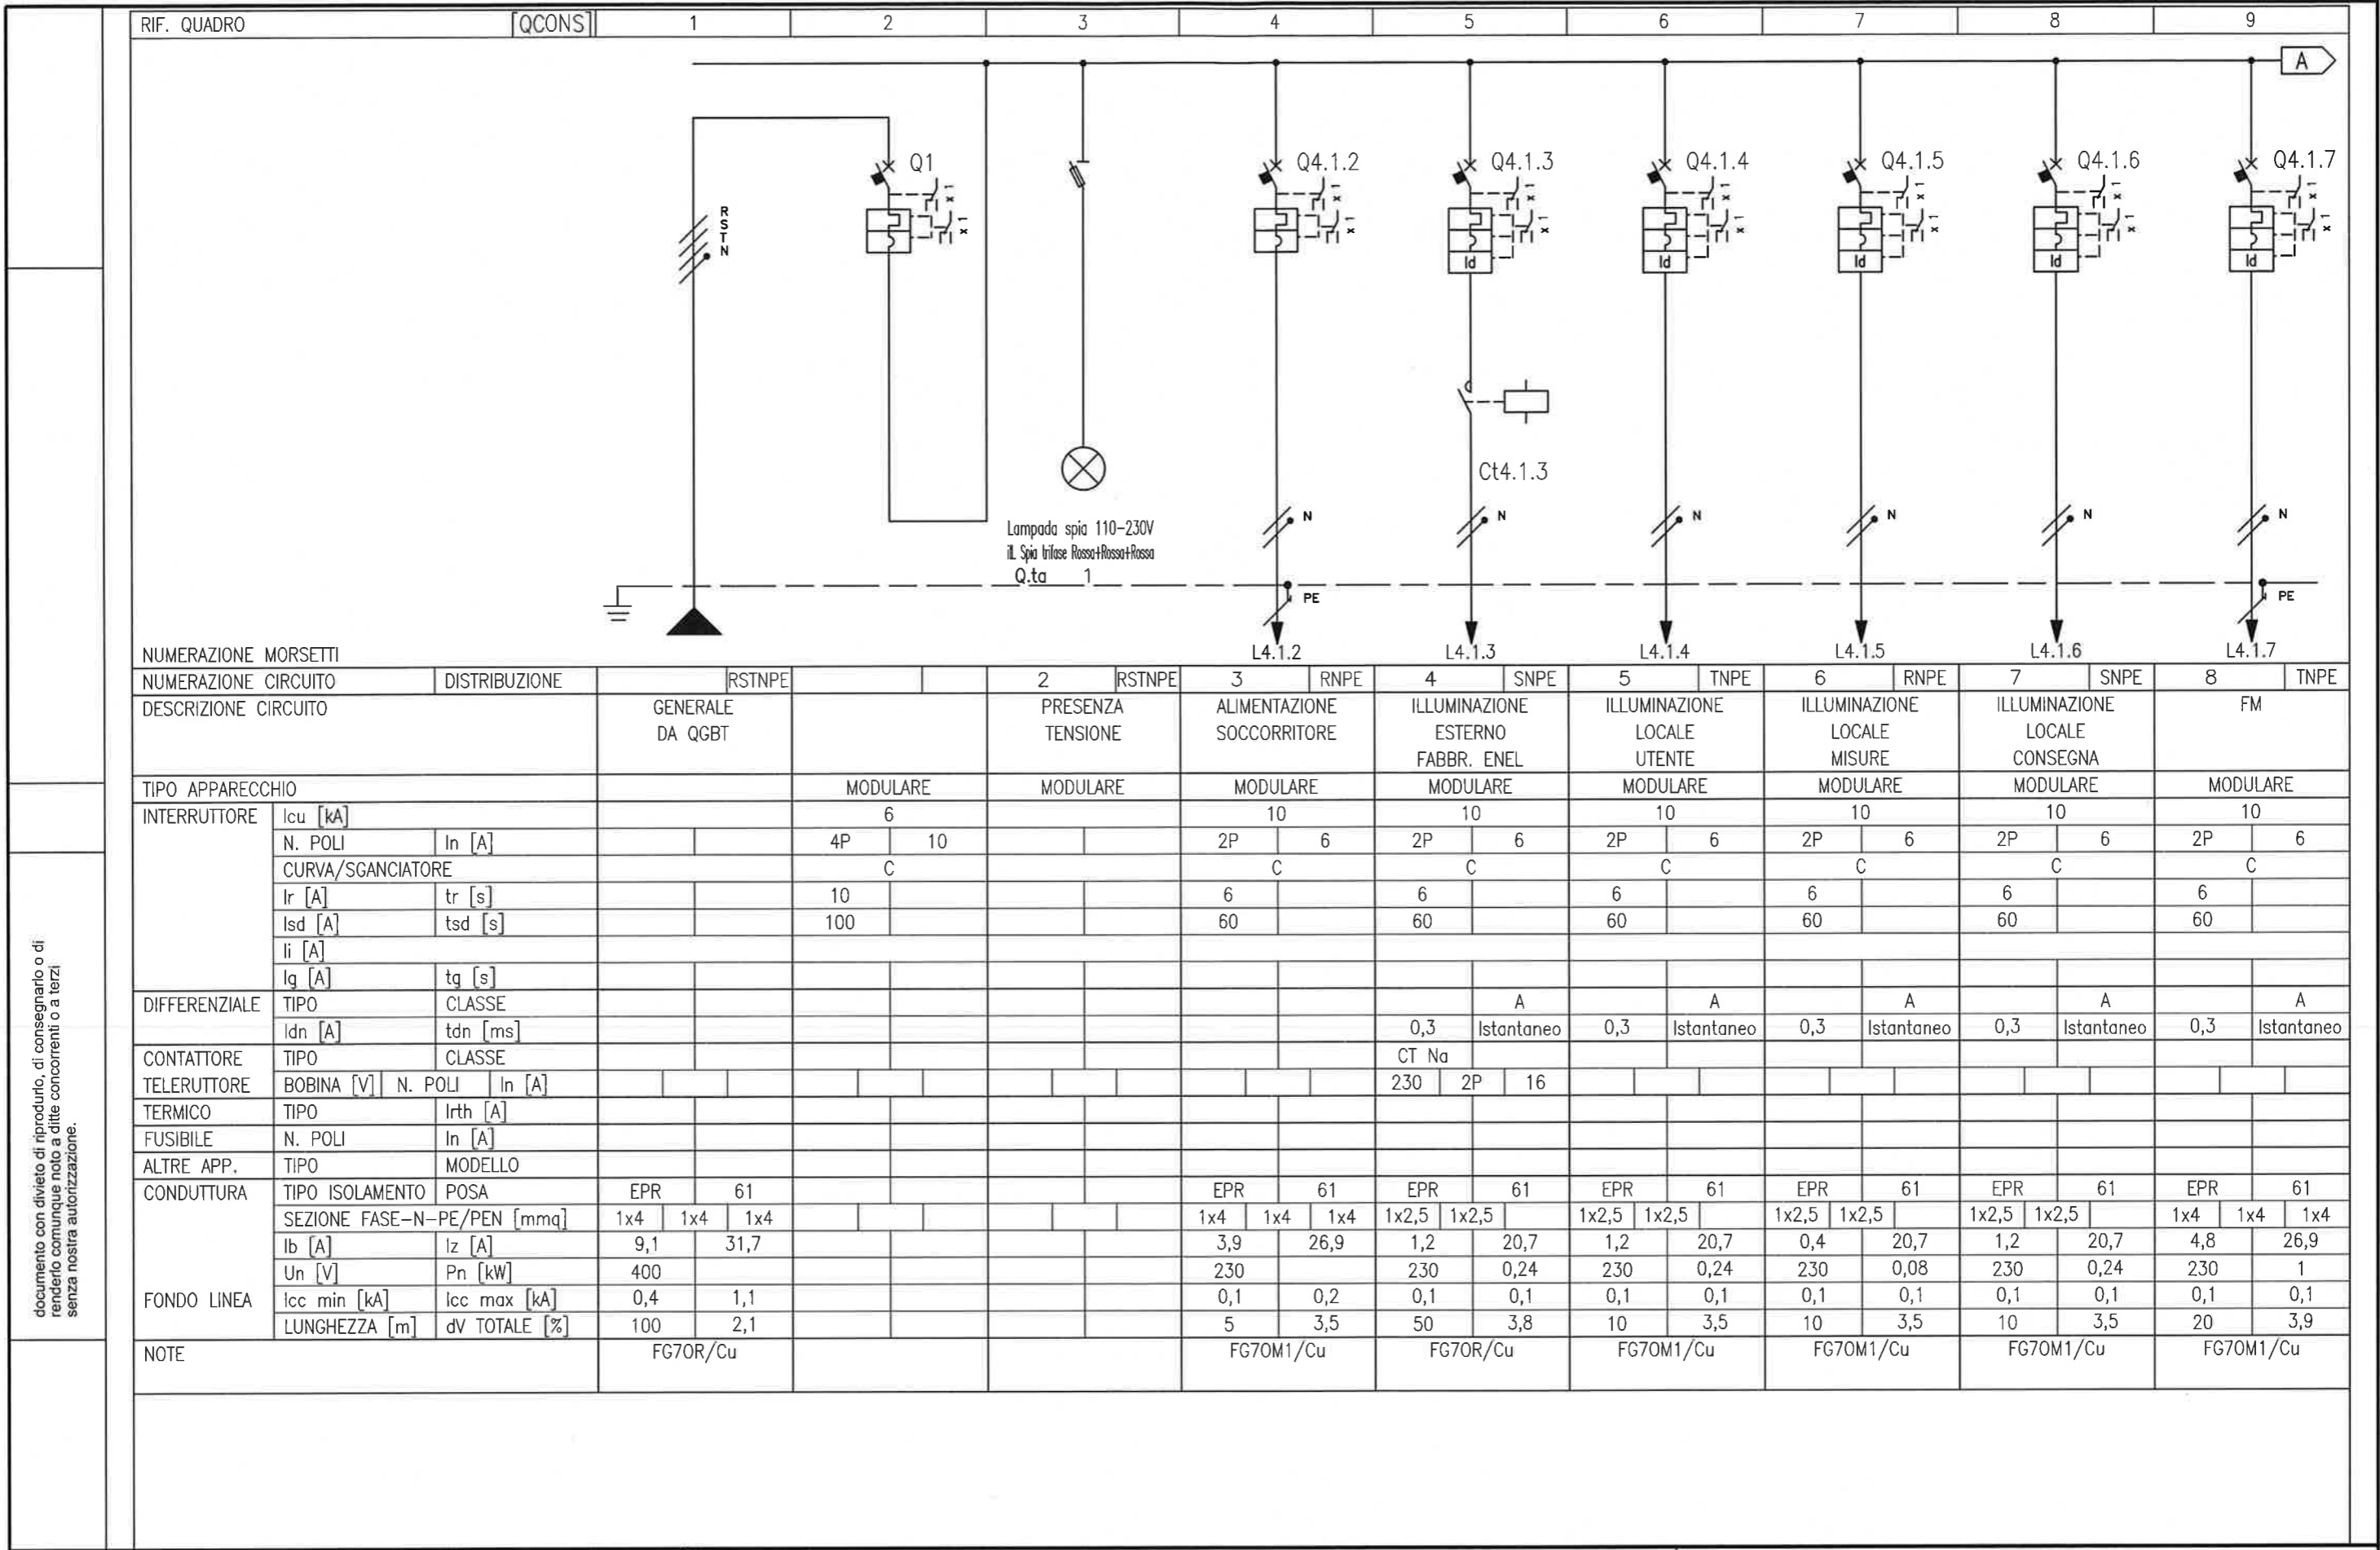 RIF. QUADRO [QCONS] 1 2 3 4 5 6 7 8 9
A
Q1 Q4.1.2 Q4.1.3 Q4.1.4 Q4.1.5 Q4.1.6 Q4.1.7
x 1 x 1 x 1 x 1 x 1 x 1 x 1
R
S
T
N
x 1 x 1 x 1 x 1 x 1 x 1 x 1
Id Id Id Id Id
Ct4.1.3
N N N N N N
Lampada spia 110-230V
ill. Spia trifase Rossa+Rossa+Rossa
Q.ta 1
PE PE
NUMERAZIONE MORSETTI L4.1.2 L4.1.3 L4.1.4 L4.1.5 L4.1.6 L4.1.7
NUMERAZIONE CIRCUITO DISTRIBUZIONE RSTNPE 2 RSTNPE 3 RNPE 4 SNPE 5 TNPE 6 RNPE 7 SNPE 8 TNPE
DESCRIZIONE CIRCUITO GENERALE PRESENZA ALIMENTAZIONE ILLUMINAZIONE ILLUMINAZIONE ILLUMINAZIONE ILLUMINAZIONE FM
DA QGBT TENSIONE SOCCORRITORE ESTERNO LOCALE LOCALE LOCALE
FABBR. ENEL UTENTE MISURE CONSEGNA
TIPO APPARECCHIO MODULARE MODULARE MODULARE MODULARE MODULARE MODULARE MODULARE MODULARE
INTERRUTTORE Icu [kA] 6 10 10 10 10 10 10
N. POLI In [A] 4P 10 2P 6 2P 6 2P 6 2P 6 2P 6 2P 6
CURVA/SGANCIATORE C C C C C C C
Ir [A] tr [s] 10 6 6 6 6 6 6
Isd [A] tsd [s] 100 60 60 60 60 60 60
Ii [A]
Ig [A] tg [s]
DIFFERENZIALE TIPO CLASSE A A A A A
Idn [A] tdn [ms] 0,3 Istantaneo 0,3 Istantaneo 0,3 Istantaneo 0,3 Istantaneo 0,3 Istantaneo
CONTATTORE TIPO CLASSE CT Na
TELERUTTORE BOBINA [V] N. POLI In [A] 230 2P 16
TERMICO TIPO Irth [A]
FUSIBILE N. POLI In [A]
ALTRE APP. TIPO MODELLO
CONDUTTURA TIPO ISOLAMENTO POSA EPR 61 EPR 61 EPR 61 EPR 61 EPR 61 EPR 61 EPR 61
SEZIONE FASE-N-PE/PEN [mmq] 1x4 1x4 1x4 1x4 1x4 1x4 1x2,5 1x2,5 1x2,5 1x2,5 1x2,5 1x2,5 1x2,5 1x2,5 1x4 1x4 1x4
Ib [A] Iz [A] 9,1 31,7 3,9 26,9 1,2 20,7 1,2 20,7 0,4 20,7 1,2 20,7 4,8 26,9
Un [V] Pn [kW] 400 230 230 0,24 230 0,24 230 0,08 230 0,24 230 1
FONDO LINEA Icc min [kA] Icc max [kA] 0,4 1,1 0,1 0,2 0,1 0,1 0,1 0,1 0,1 0,1 0,1 0,1 0,1 0,1
LUNGHEZZA [m] dV TOTALE [%] 100 2,1 5 3,5 50 3,8 10 3,5 10 3,5 10 3,5 20 3,9
NOTE FG7OR/Cu FG7OM1/Cu FG7OR/Cu FG7OM1/Cu FG7OM1/Cu FG7OM1/Cu FG7OM1/Cu
documento con divieto di riprodurlo, di consegnarlo o di
renderlo comunque noto a ditte concorrenti o a terzi
senza nostra autorizzazione.